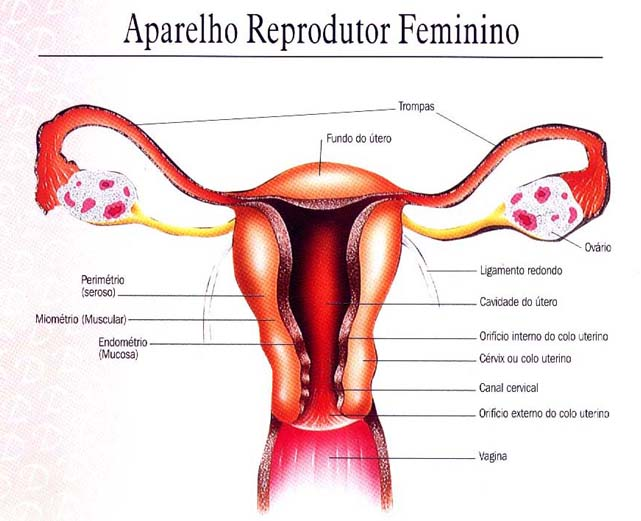 Aparelho Reprodutor Feminino
Trompas
Fundo do útero
Ovário
Ligamento redondo
Perimétrio
(seroso)
Cavidade do útero
Miométrio (Muscular)
Endométrio
(Mucosa)
Orifício interno do colo uterino
Cérvix ou colo uterino
Canal cervical
Orifício externo do colo uterino
Vagina